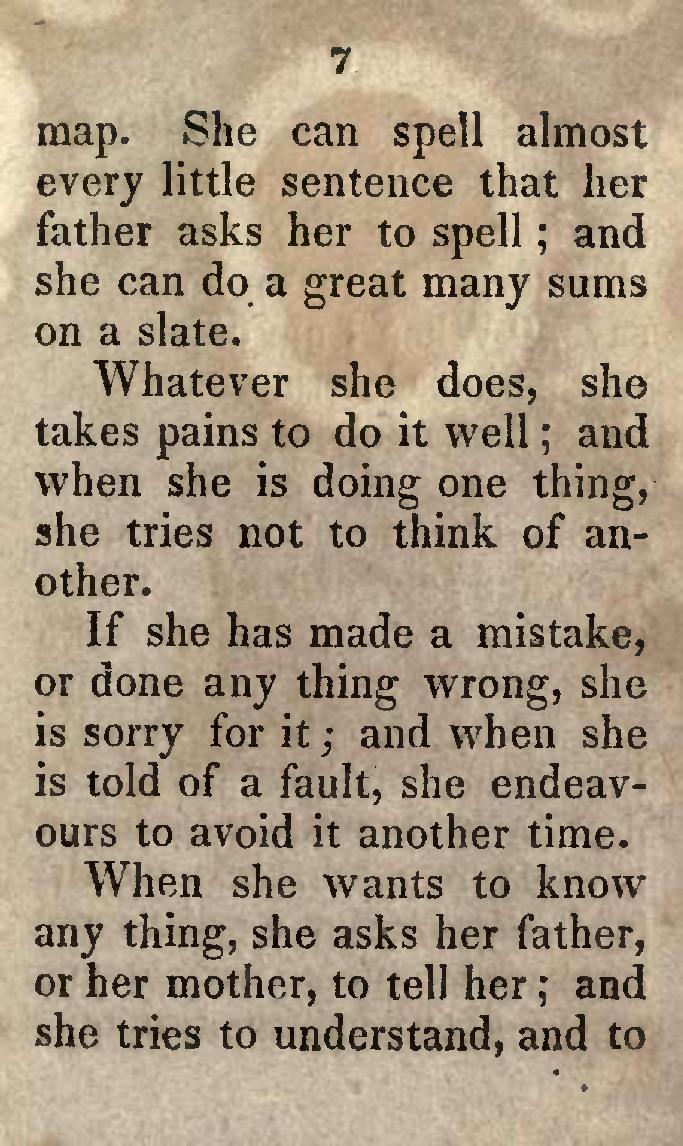 7
map. She can spell almost
every little sentence that her
father asks her to spell ; and
she can do a great many sums
on a slate.
Whatever she does, she
takes pains to do it well ; and
when she is doing one thing,
she tries not to think of an-
other.
If she has made a mistake,
or done any thing wrong, she
is sorry for it ; and when she
is told of a fault, she endeav-
ours to avoid it another time.
When she wants to know
any thing, she asks her father,
or her mother, to tell her ; and
she tries to understand, and to